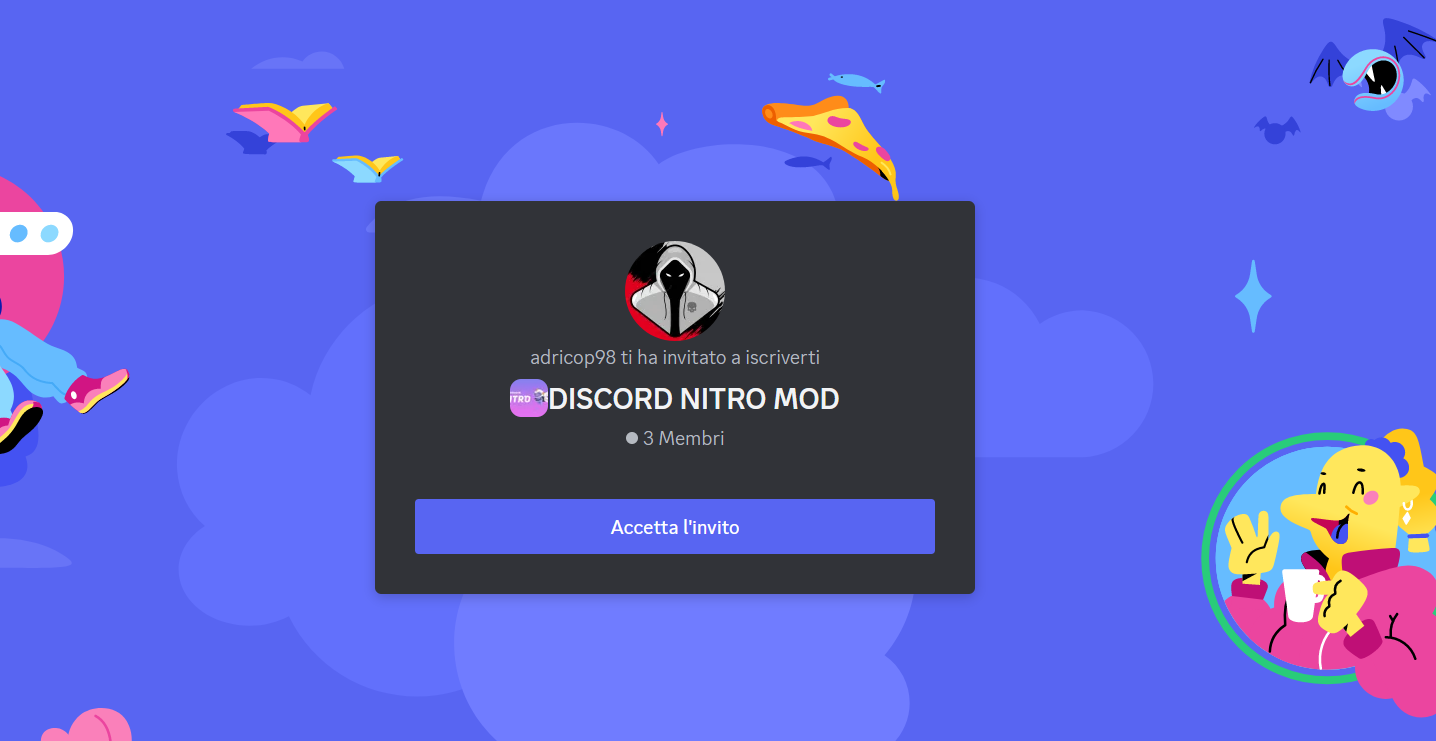 adricop98 ti ha invitato a iscriverti
DISCORD NITRO MOD
3 Membri
Accetta l'invito